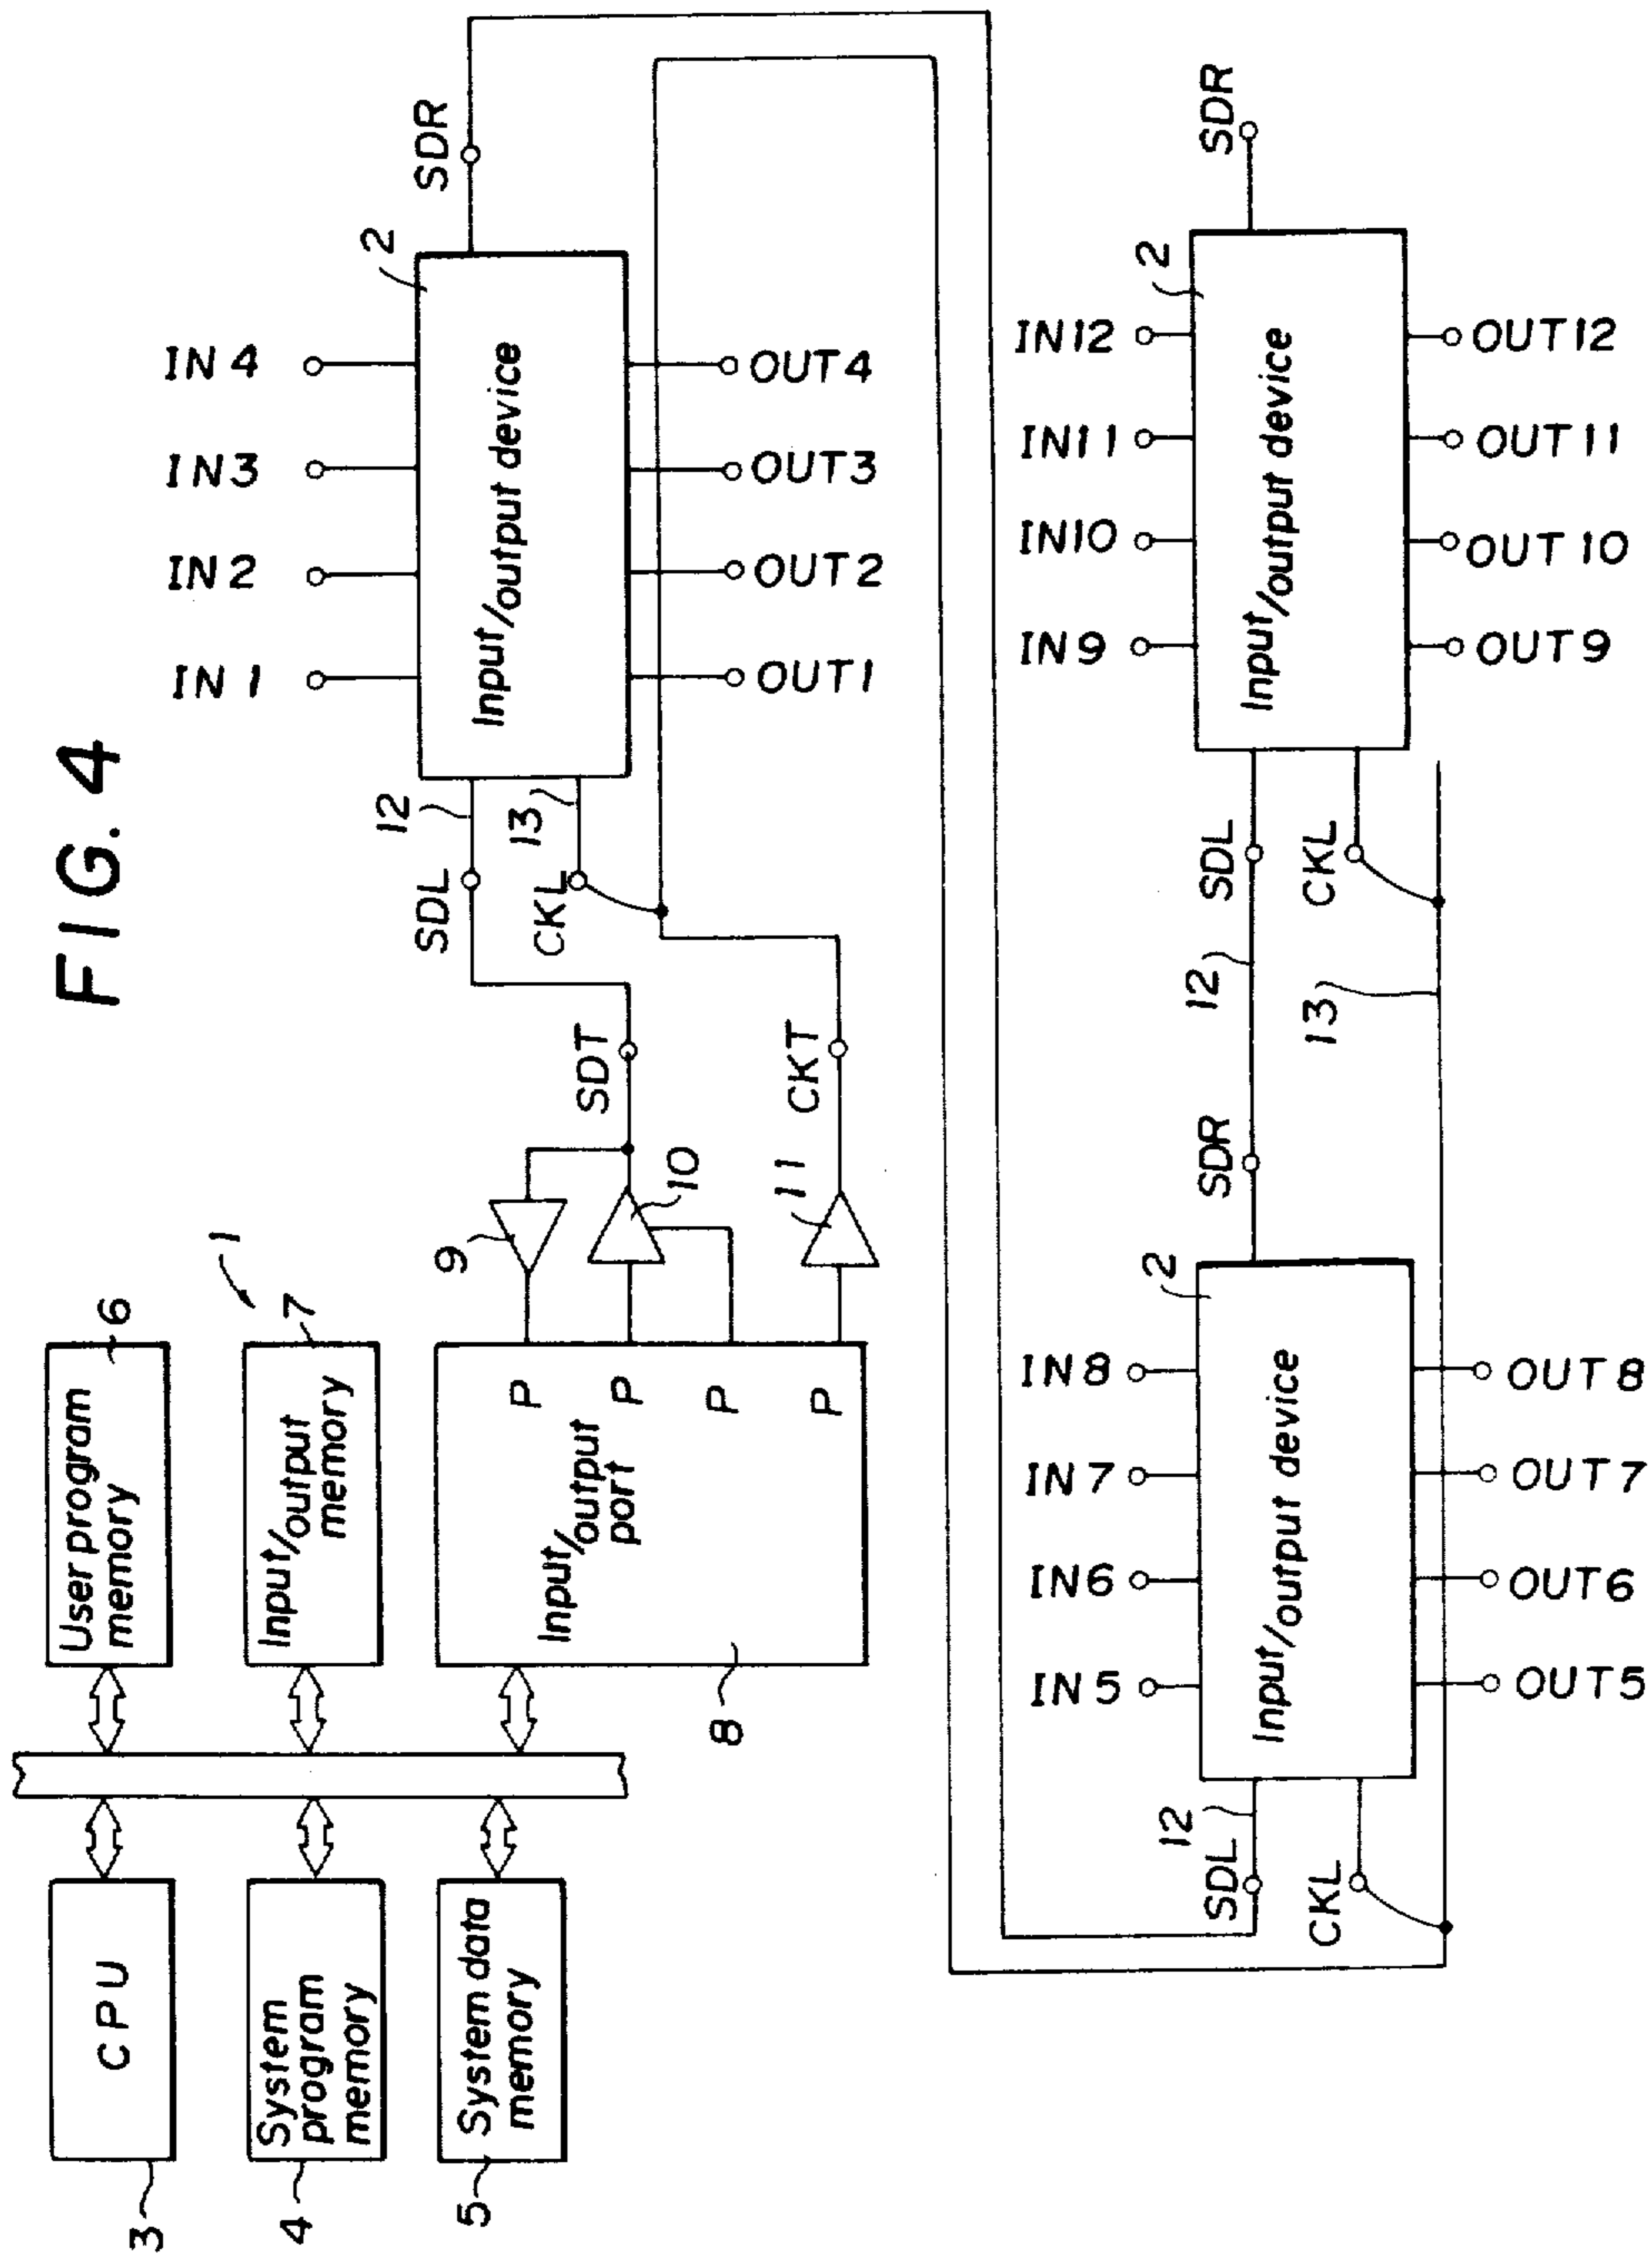 FIG. 4
1
CPU
3
System program memory
4
System data memory
5
User program memory
6
Input/output memory
7
Input/output port
8
P
P
P
P
9
10
11
SDT
CKT
SDL
12
CKL
13
Input/output device
2
IN1
IN2
IN3
IN4
OUT1
OUT2
OUT3
OUT4
SDR
SDL
12
CKL
Input/output device
2
IN5
IN6
IN7
IN8
OUT5
OUT6
OUT7
OUT8
SDR
12
13
SDL
CKL
Input/output device
2
IN9
IN10
IN11
IN12
OUT9
OUT10
OUT11
OUT12
SDR